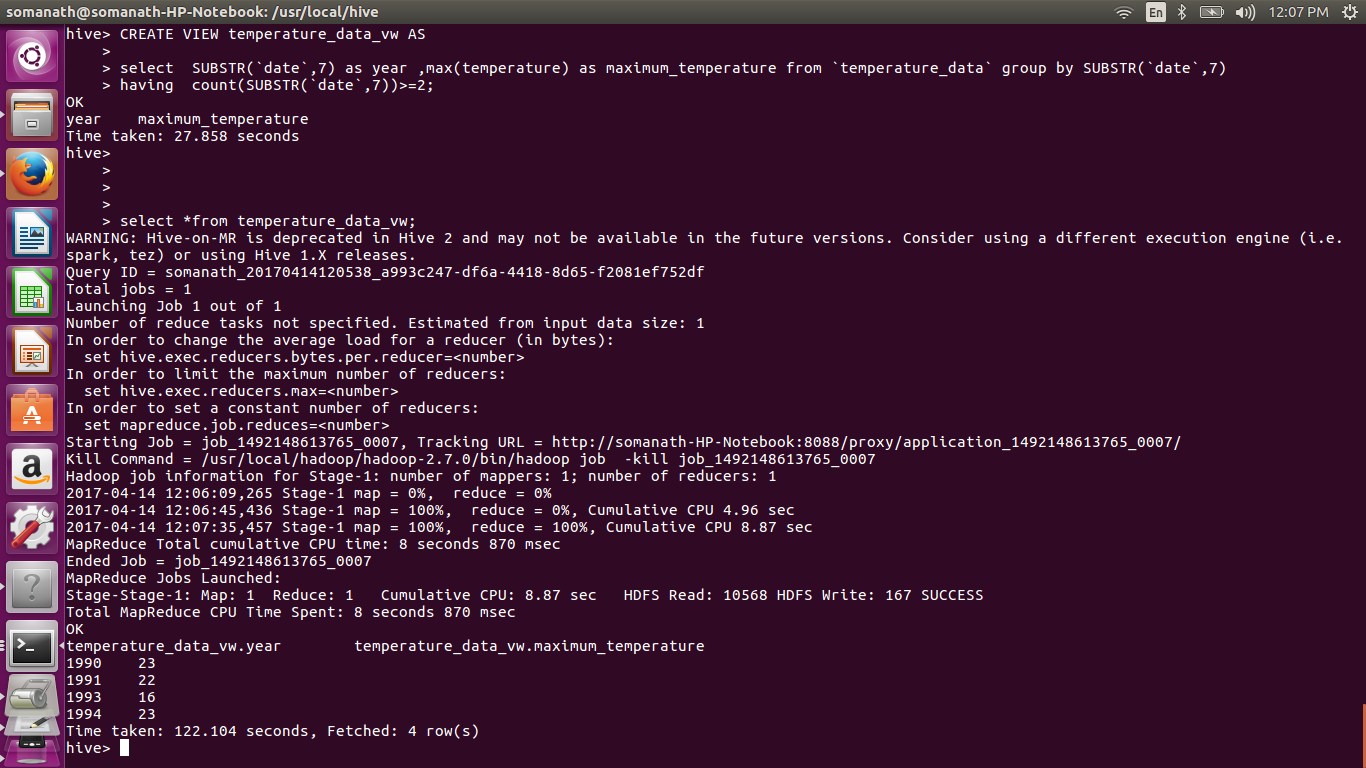 somanath@somanath-HP-Notebook: /usr/local/hive
En
12:07 PM
hive> CREATE VIEW temperature_data_vw AS
    >
    > select  SUBSTR(`date`,7) as year ,max(temperature) as maximum_temperature from `temperature_data` group by SUBSTR(`date`,7)
    > having  count(SUBSTR(`date`,7))>=2;
OK
year    maximum_temperature
Time taken: 27.858 seconds
hive>
    >
    >
    >
    > select *from temperature_data_vw;
WARNING: Hive-on-MR is deprecated in Hive 2 and may not be available in the future versions. Consider using a different execution engine (i.e.
spark, tez) or using Hive 1.X releases.
Query ID = somanath_20170414120538_a993c247-df6a-4418-8d65-f2081ef752df
Total jobs = 1
Launching Job 1 out of 1
Number of reduce tasks not specified. Estimated from input data size: 1
In order to change the average load for a reducer (in bytes):
  set hive.exec.reducers.bytes.per.reducer=<number>
In order to limit the maximum number of reducers:
  set hive.exec.reducers.max=<number>
In order to set a constant number of reducers:
  set mapreduce.job.reduces=<number>
Starting Job = job_1492148613765_0007, Tracking URL = http://somanath-HP-Notebook:8088/proxy/application_1492148613765_0007/
Kill Command = /usr/local/hadoop/hadoop-2.7.0/bin/hadoop job  -kill job_1492148613765_0007
Hadoop job information for Stage-1: number of mappers: 1; number of reducers: 1
2017-04-14 12:06:09,265 Stage-1 map = 0%,  reduce = 0%
2017-04-14 12:06:45,436 Stage-1 map = 100%,  reduce = 0%, Cumulative CPU 4.96 sec
2017-04-14 12:07:35,457 Stage-1 map = 100%,  reduce = 100%, Cumulative CPU 8.87 sec
MapReduce Total cumulative CPU time: 8 seconds 870 msec
Ended Job = job_1492148613765_0007
MapReduce Jobs Launched:
Stage-Stage-1: Map: 1  Reduce: 1   Cumulative CPU: 8.87 sec   HDFS Read: 10568 HDFS Write: 167 SUCCESS
Total MapReduce CPU Time Spent: 8 seconds 870 msec
OK
temperature_data_vw.year        temperature_data_vw.maximum_temperature
1990    23
1991    22
1993    16
1994    23
Time taken: 122.104 seconds, Fetched: 4 row(s)
hive>